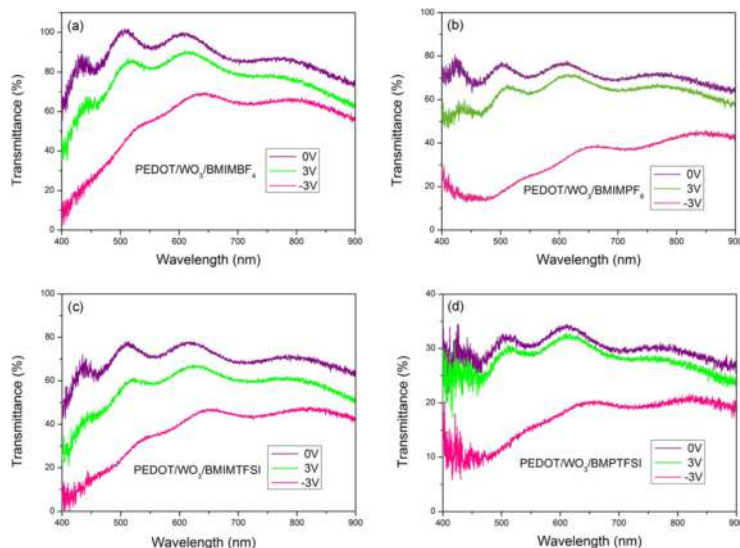 (a)
Transmittance (%)
100
80
60
40
20
0
0V
3V
-3V
PEDOT/WO₃/BMIMBF₄
400 500 600 700 800 900
Wavelength (nm)
(b)
Transmittance (%)
100
80
60
40
20
0
0V
3V
-3V
PEDOT/WO₃/BMIMPF₆
400 500 600 700 800 900
Wavelength (nm)
(c)
Transmittance (%)
100
80
60
40
20
0
0V
3V
-3V
PEDOT/WO₃/BMIMTFSI
400 500 600 700 800 900
Wavelength (nm)
(d)
Transmittance (%)
40
30
20
10
0
0V
3V
-3V
PEDOT/WO₃/BMPTFSI
400 500 600 700 800 900
Wavelength (nm)